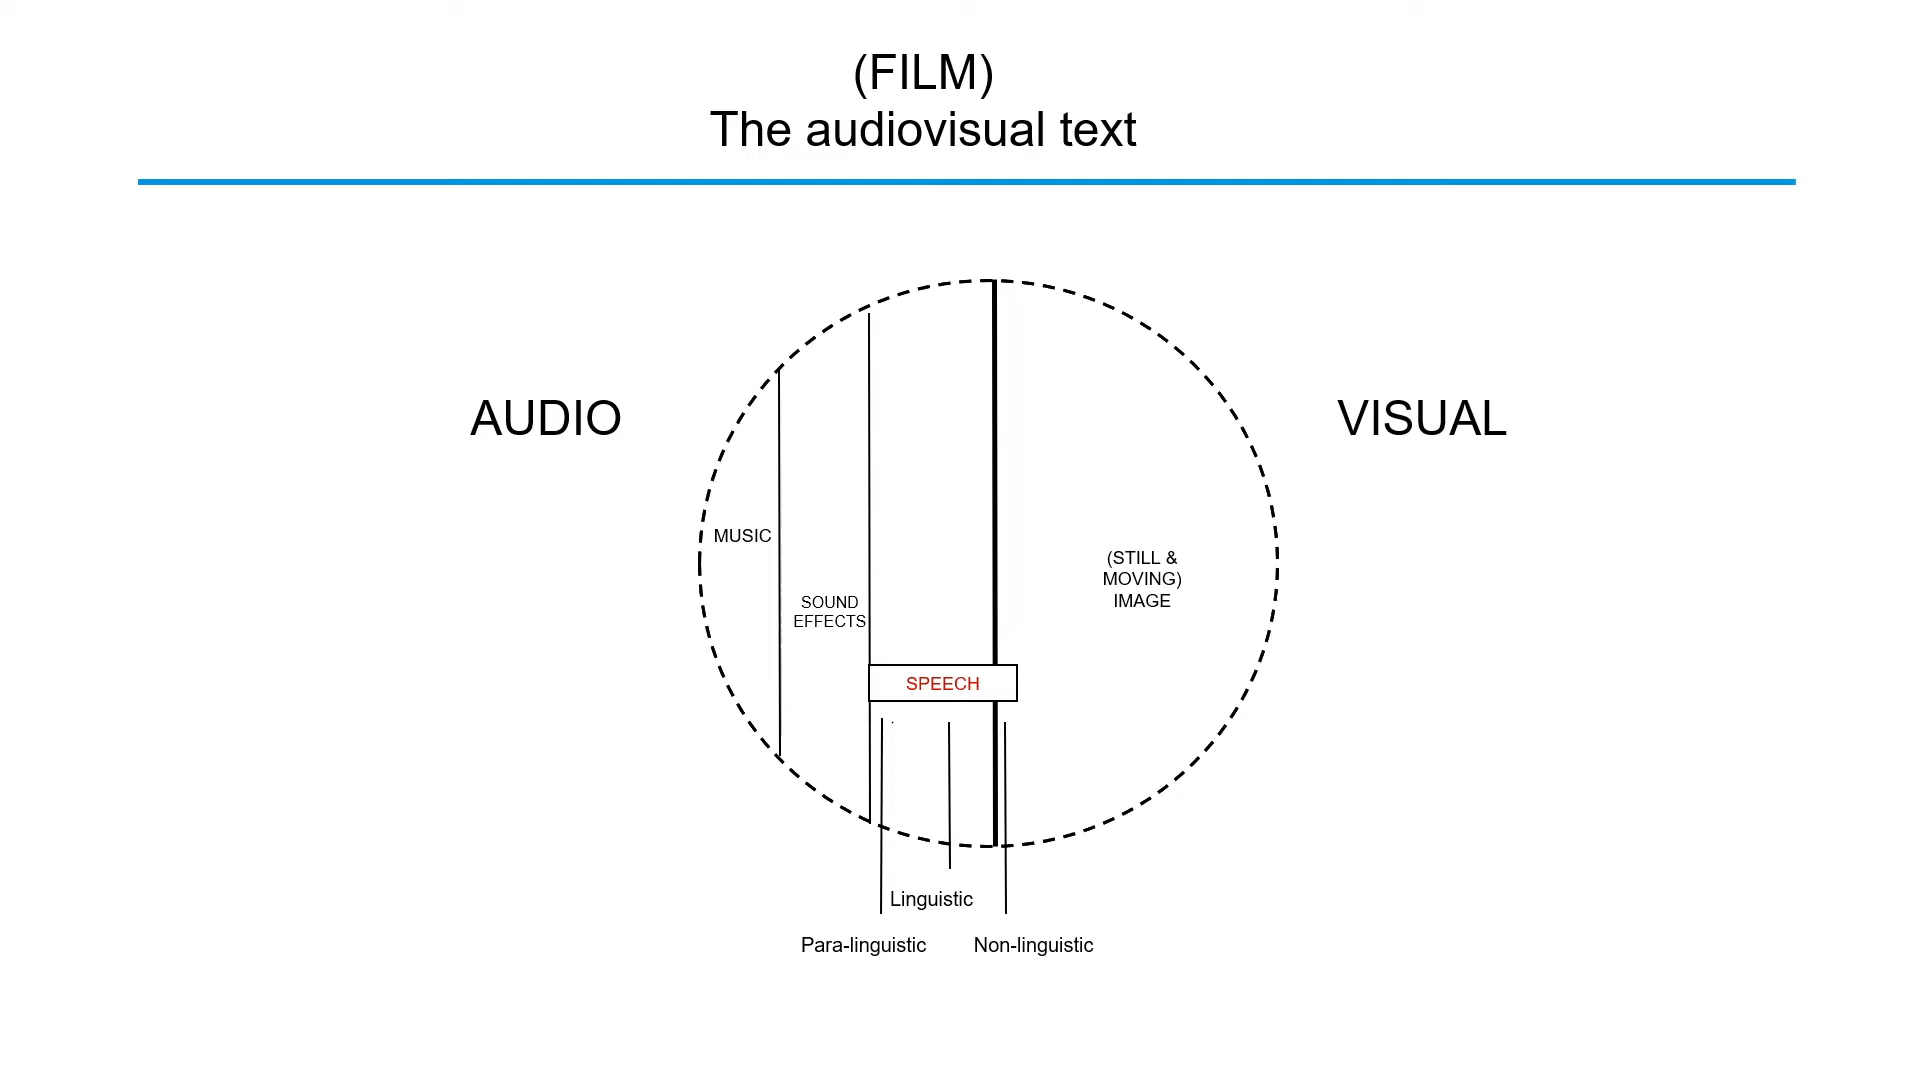 (FILM)
The audiovisual text
AUDIO
VISUAL
MUSIC
SOUND
EFFECTS
(STILL &
MOVING)
IMAGE
SPEECH
Linguistic
Para-linguistic
Non-linguistic